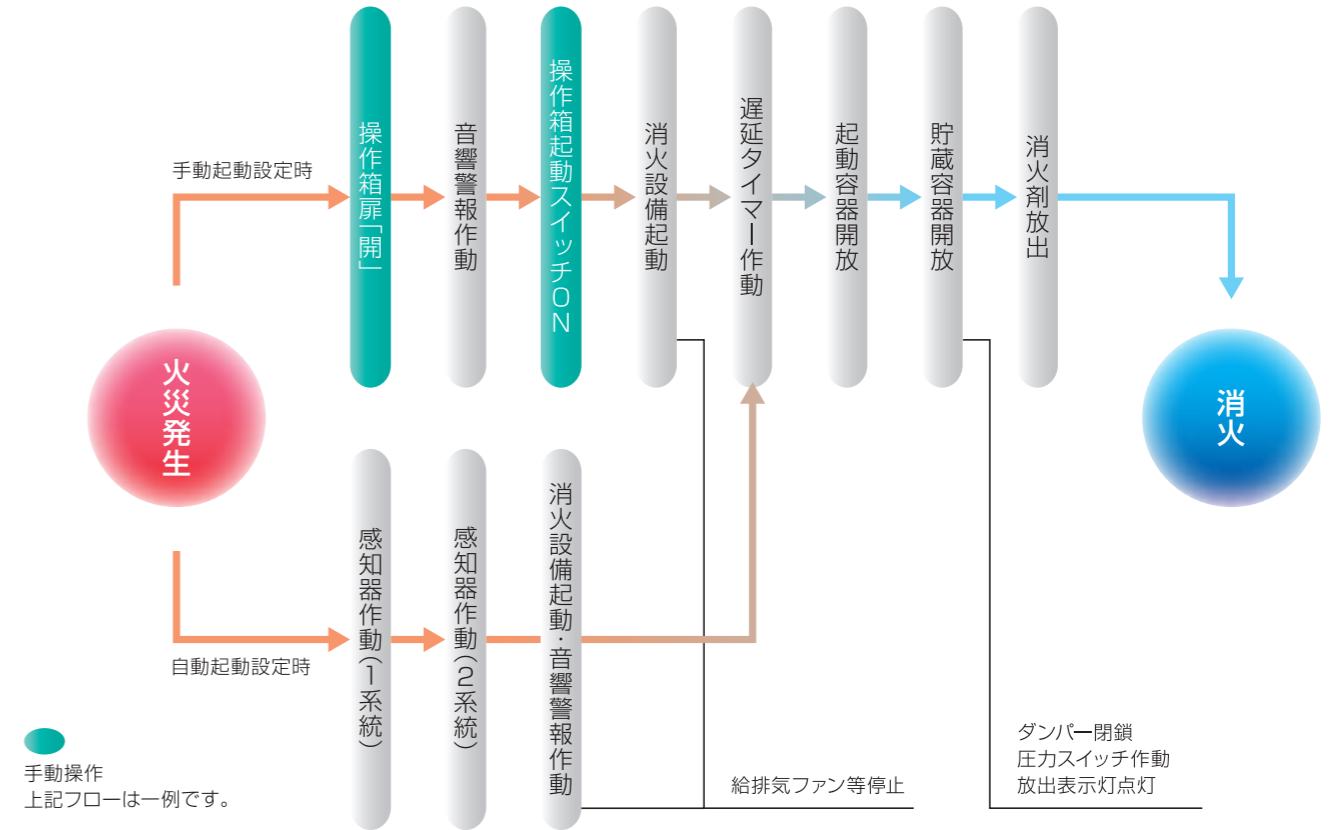 火災発生
手動起動設定時
操作箱扉「開」
音響警報作動
操作箱起動スイッチON
消火設備起動
遅延タイマー作動
起動容器開放
貯蔵容器開放
消火剤放出
消火
自動起動設定時
感知器作動(1系統)
感知器作動(2系統)
消火設備起動・音響警報作動
給排気ファン等停止
ダンパー閉鎖
圧力スイッチ作動
放出表示灯点灯
手動操作
上記フローは一例です。